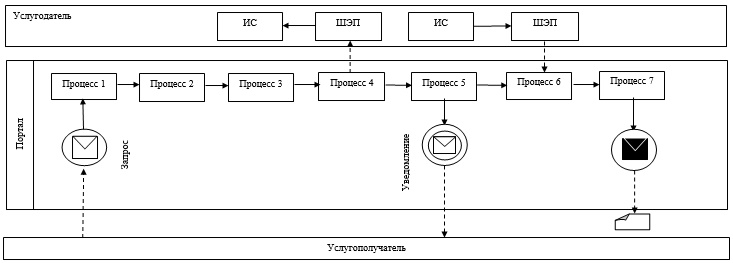 Услугодатель
ИС
ШЭП
ИС
ШЭП
Портал
Процесс 1
Процесс 2
Процесс 3
Процесс 4
Процесс 5
Процесс 6
Процесс 7
Запрос
Уведомление
Услугополучатель